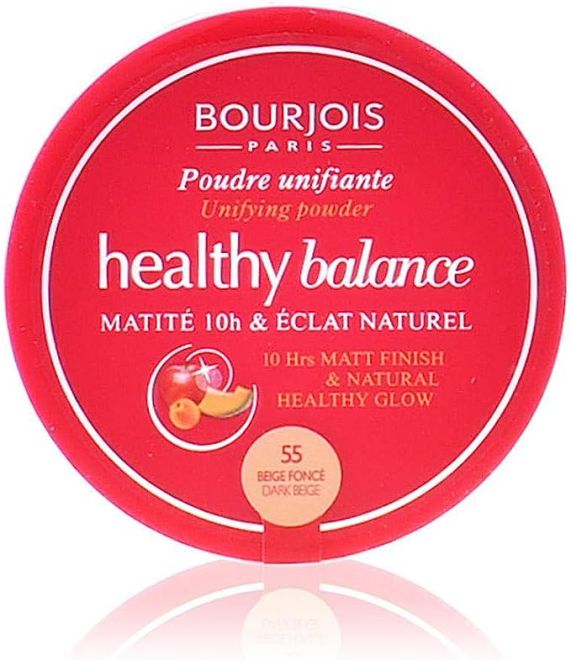 BOURJOIS
PARIS
Poudre unifiante
Unifying powder
healthy balance
MATITÉ 10h & ÉCLAT NATUREL
10 Hrs MATT FINISH
& NATURAL
HEALTHY GLOW
55
BEIGE FONCÉ
DARK BEIGE